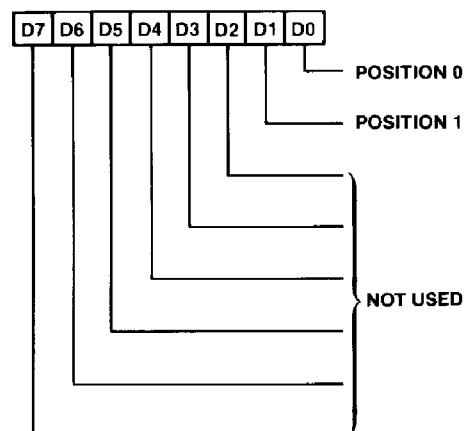 D7 D6 D5 D4 D3 D2 D1 D0
POSITION 0
POSITION 1
NOT USED